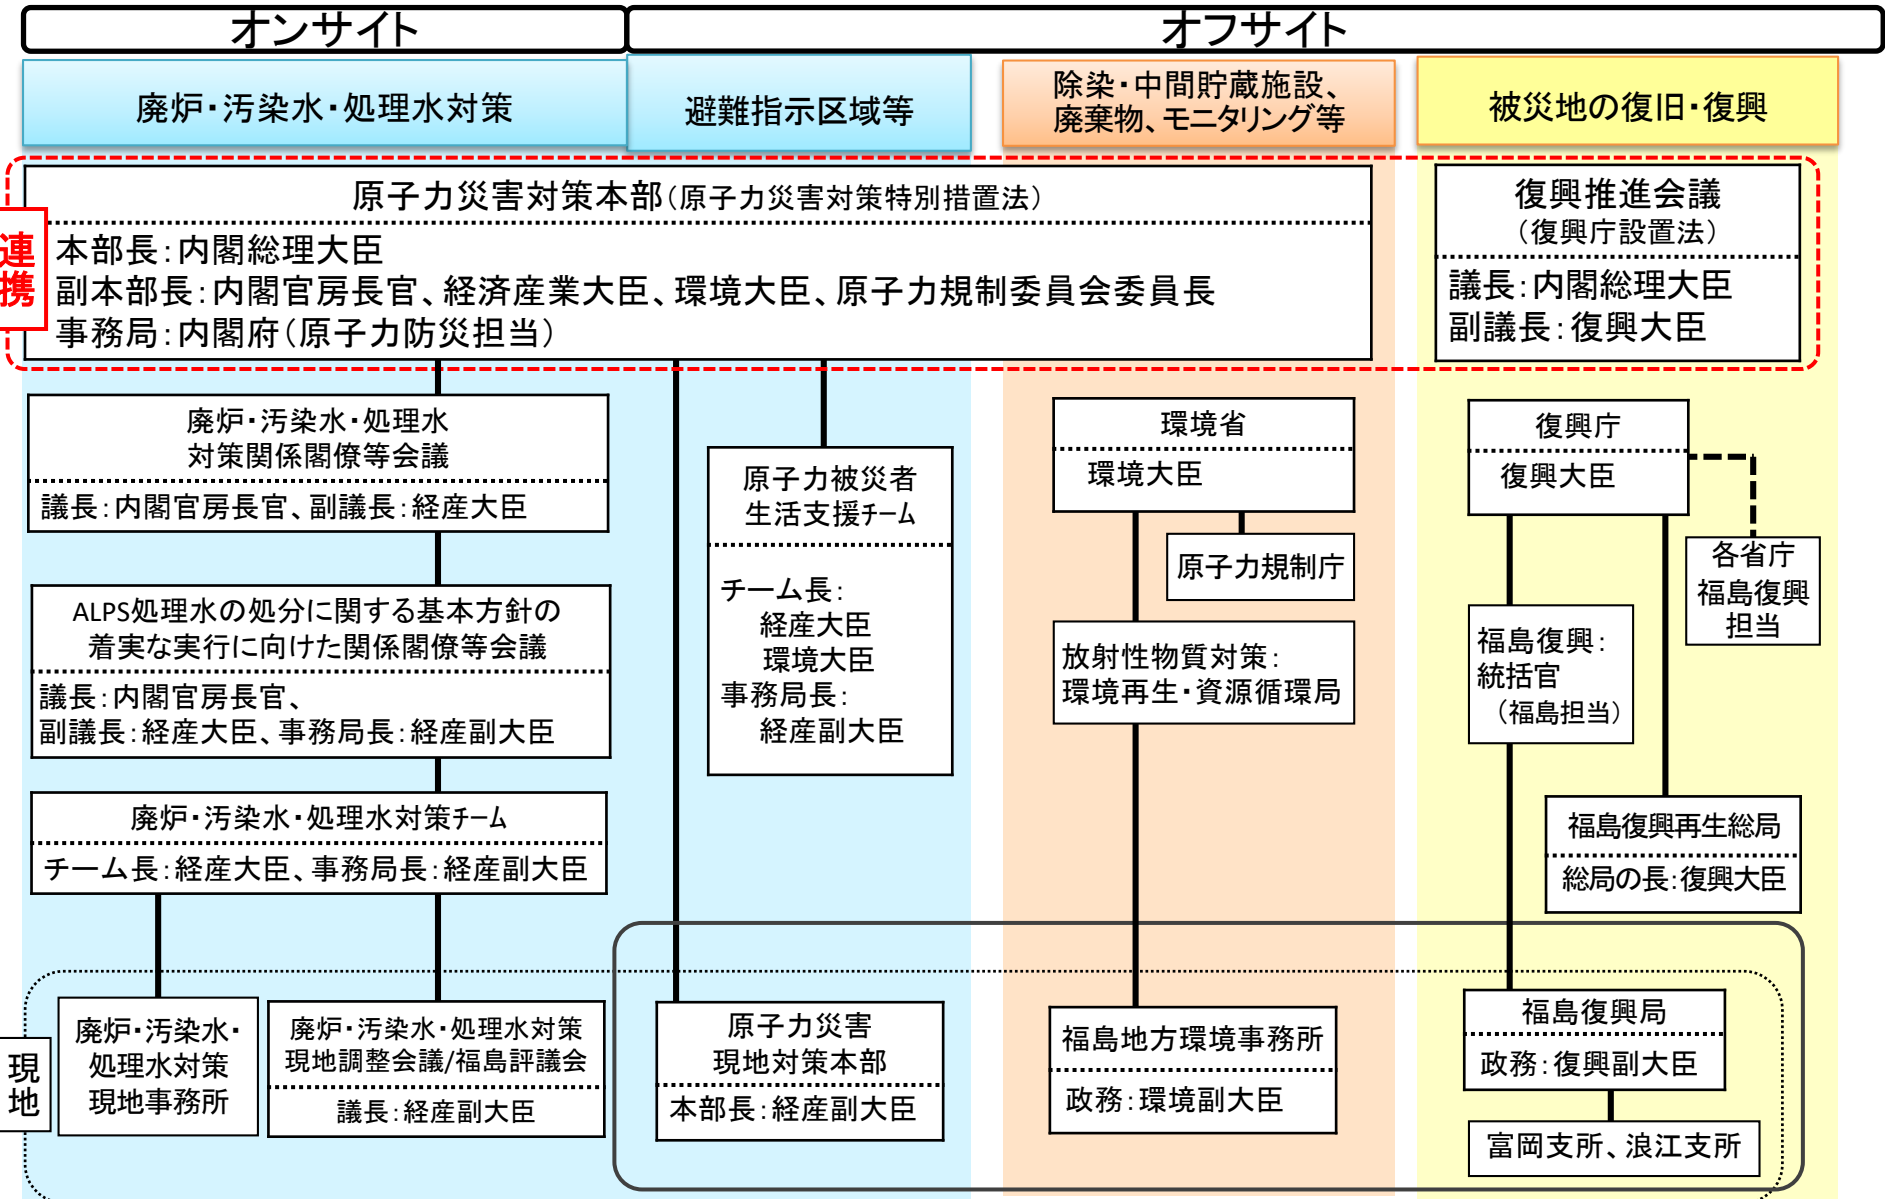 オンサイト
オフサイト
廃炉・汚染水・処理水対策
避難指示区域等
除染・中間貯蔵施設、
廃棄物、モニタリング等
被災地の復旧・復興
連携
原子力災害対策本部(原子力災害対策特別措置法)
本部長:内閣総理大臣
副本部長:内閣官房長官、経済産業大臣、環境大臣、原子力規制委員会委員長
事務局:内閣府(原子力防災担当)
復興推進会議
(復興庁設置法)
議長:内閣総理大臣
副議長:復興大臣
廃炉・汚染水・処理水
対策関係閣僚等会議
議長:内閣官房長官、副議長:経産大臣
ALPS処理水の処分に関する基本方針の
着実な実行に向けた関係閣僚等会議
議長:内閣官房長官、
副議長:経産大臣、事務局長:経産副大臣
廃炉・汚染水・処理水対策チーム
チーム長:経産大臣、事務局長:経産副大臣
原子力被災者
生活支援チーム
チーム長:
経産大臣
環境大臣
事務局長:
経産副大臣
環境省
環境大臣
原子力規制庁
放射性物質対策:
環境再生・資源循環局
復興庁
復興大臣
各省庁
福島復興
担当
福島復興:
統括官
(福島担当)
福島復興再生総局
総局の長:復興大臣
現地
廃炉・汚染水・
処理水対策
現地事務所
廃炉・汚染水・処理水対策
現地調整会議/福島評議会
議長:経産副大臣
原子力災害
現地対策本部
本部長:経産副大臣
福島地方環境事務所
政務:環境副大臣
福島復興局
政務:復興副大臣
富岡支所、浪江支所